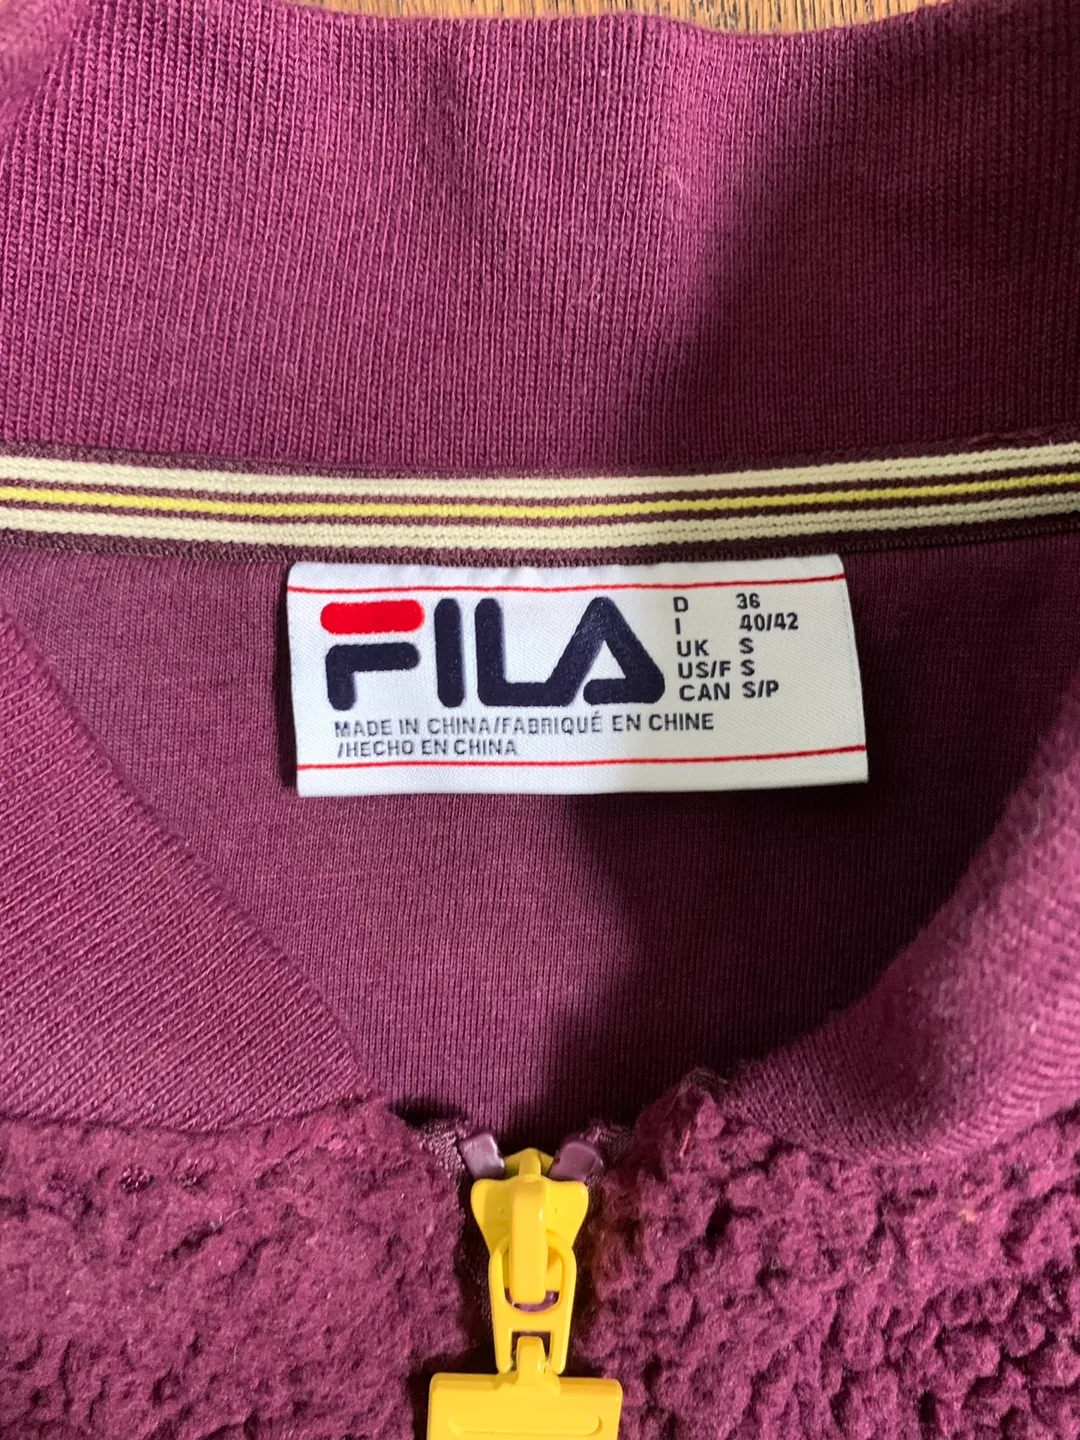 FILA
D 36
I 40/42
UK S
US/F S
CAN S/P
MADE IN CHINA/FABRIQUÉ EN CHINE
/HECHO EN CHINA